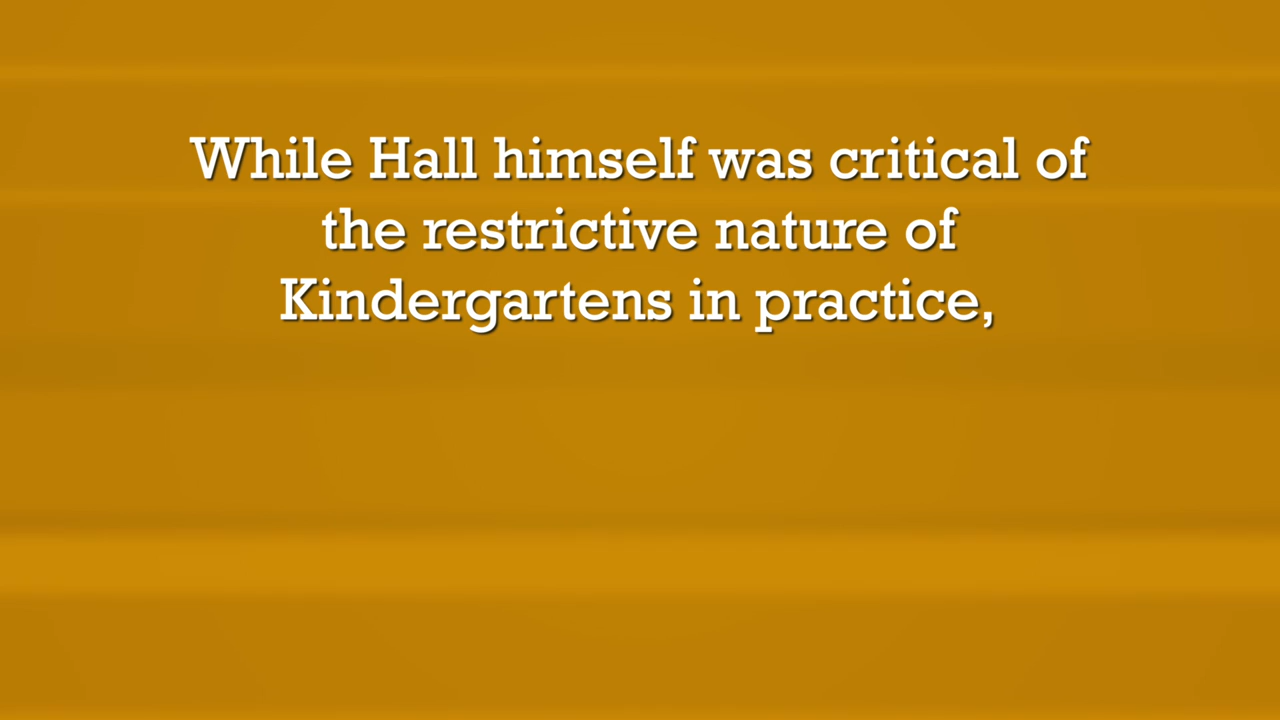 While Hall himself was critical of
the restrictive nature of
Kindergartens in practice,